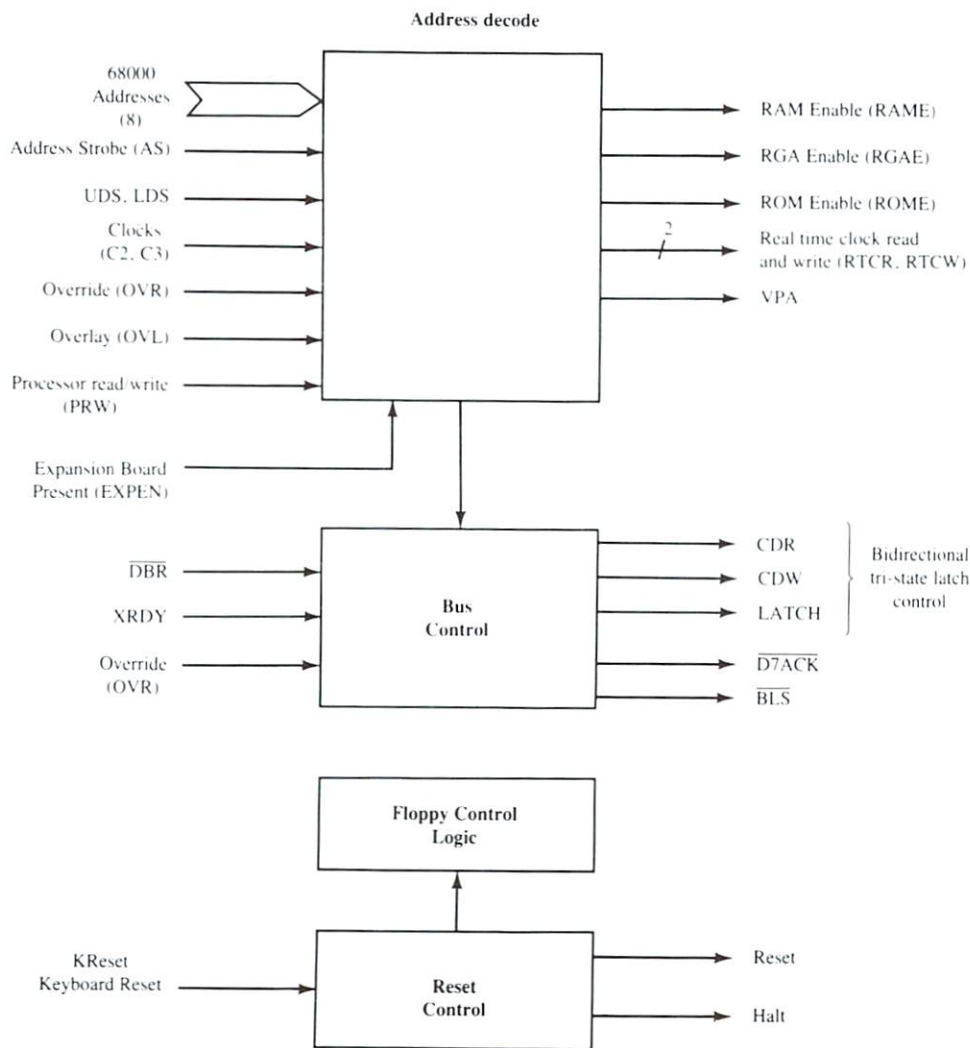 Address decode
68000
Addresses
(8)
Address Strobe (AS)
UDS, LDS
Clocks
(C2, C3)
Override (OVR)
Overlay (OVL)
Processor read/write
(PRW)
Expansion Board
Present (EXPEN)
RAM Enable (RAME)
RGA Enable (RGAE)
ROM Enable (ROME)
2
Real time clock read
and write (RTCR, RTCW)
VPA
DBR
XRDY
Override
(OVR)
Bus
Control
CDR
CDW
LATCH
D7ACK
BLS
Bidirectional
tri-state latch
control
Floppy Control
Logic
KReset
Keyboard Reset
Reset
Control
Reset
Halt